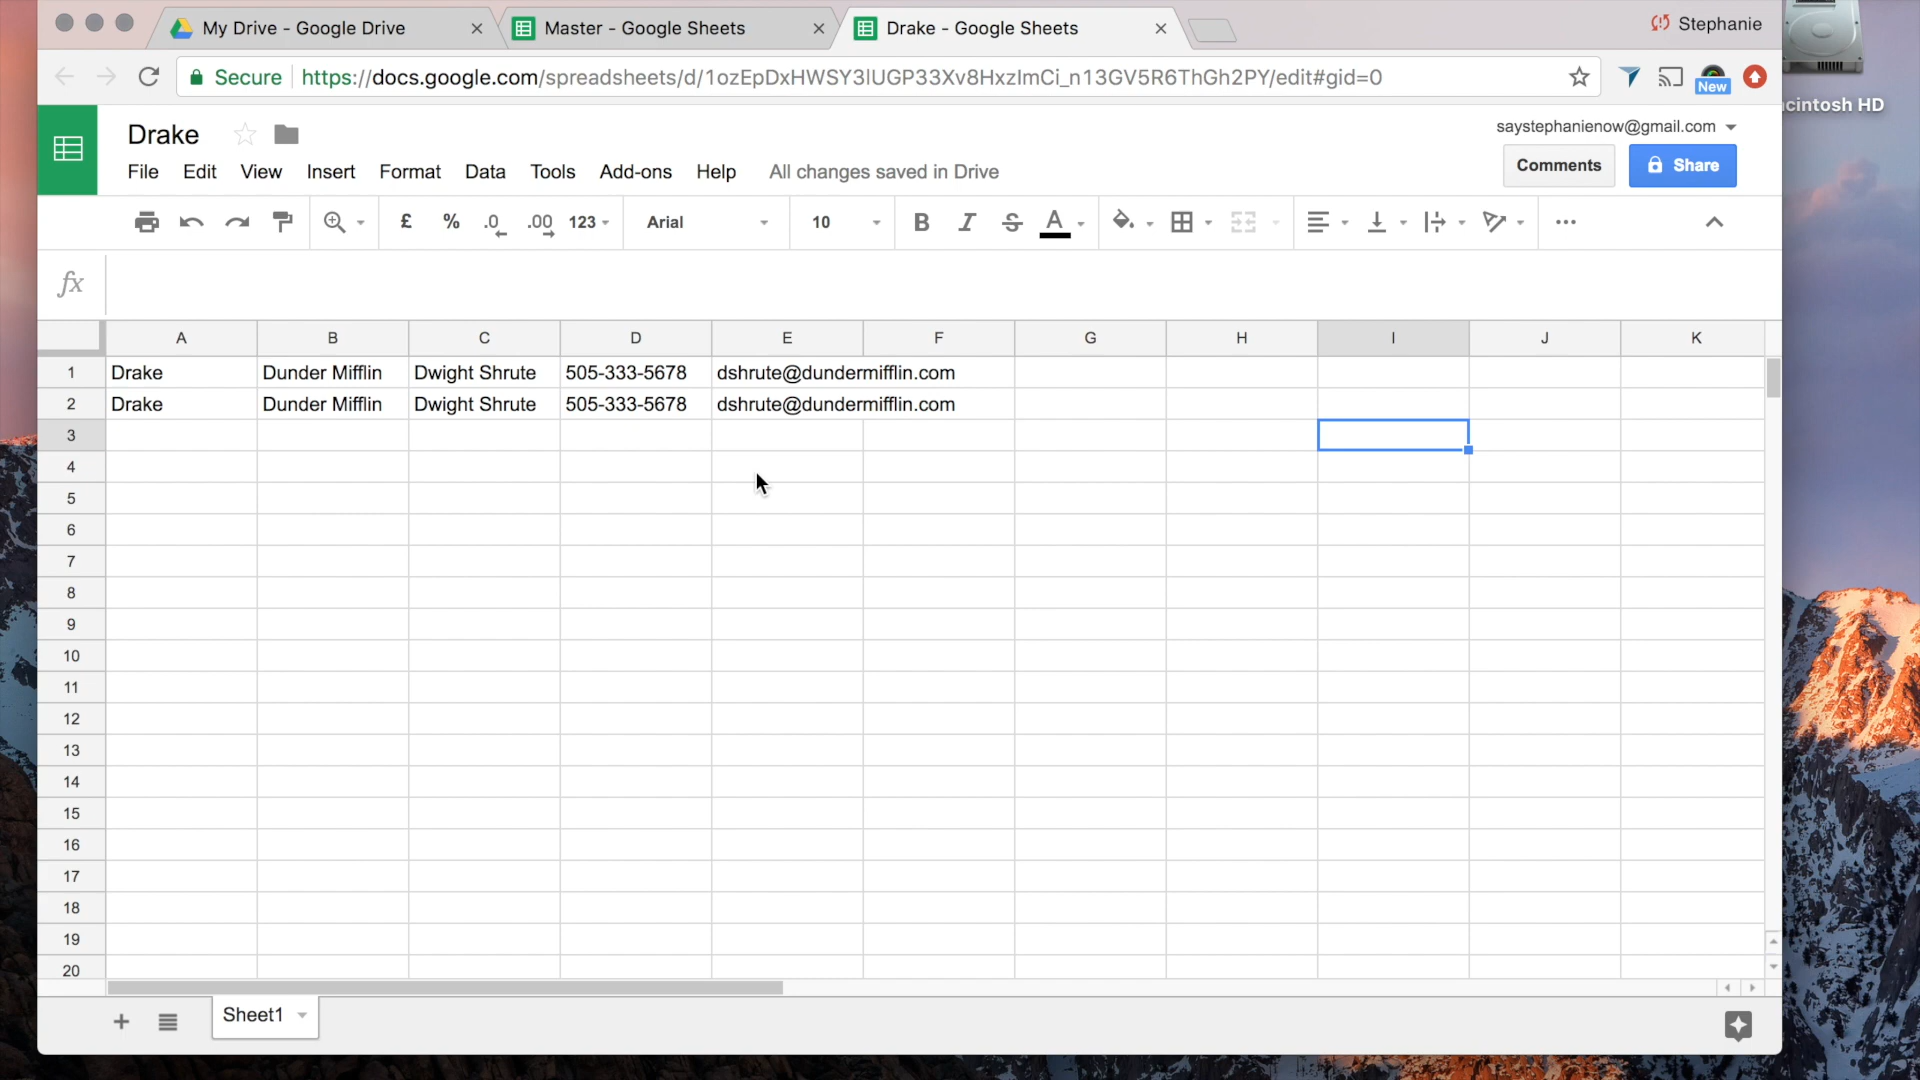 My Drive - Google Drive
Master - Google Sheets
Drake - Google Sheets
Stephanie
Secure https://docs.google.com/spreadsheets/d/1ozEpDxHWSY3lUGP33Xv8HxzImCi_n13GV5R6ThGh2PY/edit#gid=0
New
cintosh HD
Drake
saystephanienow@gmail.com
File Edit View Insert Format Data Tools Add-ons Help All changes saved in Drive
Comments
Share
£ % .0 .00 123 Arial 10 B I S A
fx
A B C D E F G H I J K
1 Drake Dunder Mifflin Dwight Shrute 505-333-5678 dshrute@dundermifflin.com
2 Drake Dunder Mifflin Dwight Shrute 505-333-5678 dshrute@dundermifflin.com
3
4
5
6
7
8
9
10
11
12
13
14
15
16
17
18
19
20
Sheet1